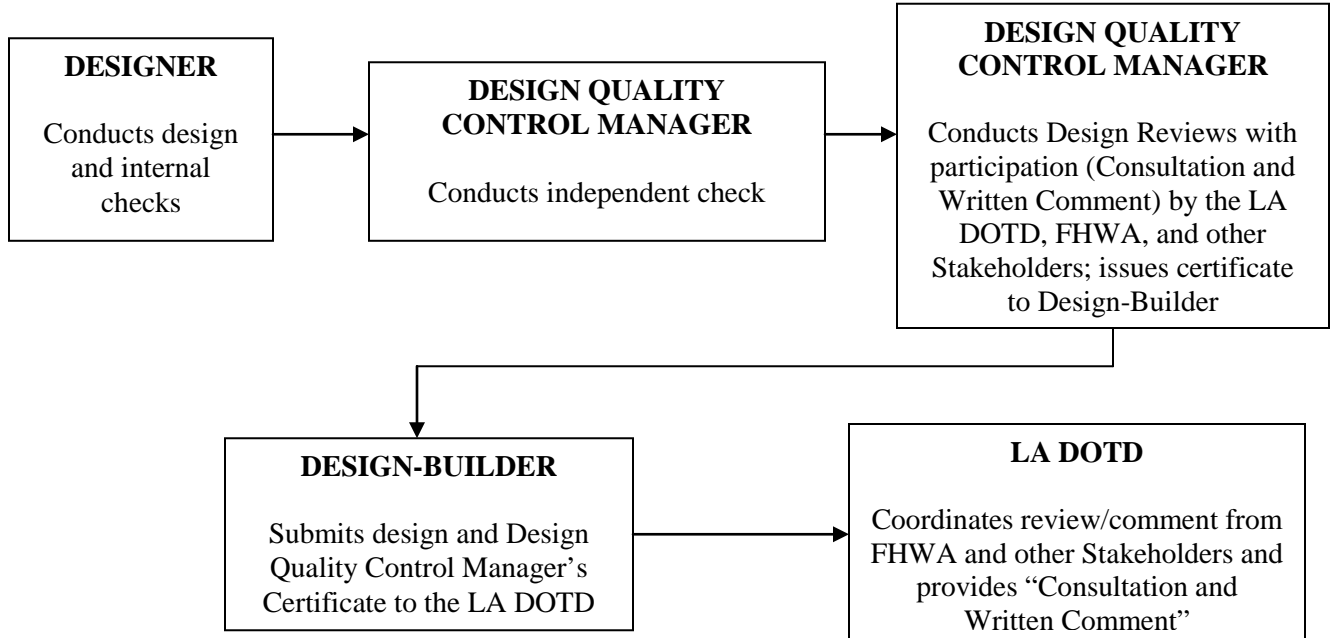 DESIGNER
Conducts design
and internal
checks
DESIGN QUALITY
CONTROL MANAGER
Conducts independent check
DESIGN QUALITY
CONTROL MANAGER
Conducts Design Reviews with
participation (Consultation and
Written Comment) by the LA
DOTD, FHWA, and other
Stakeholders; issues certificate
to Design-Builder
DESIGN-BUILDER
Submits design and Design
Quality Control Manager’s
Certificate to the LA DOTD
LA DOTD
Coordinates review/comment from
FHWA and other Stakeholders and
provides “Consultation and
Written Comment”